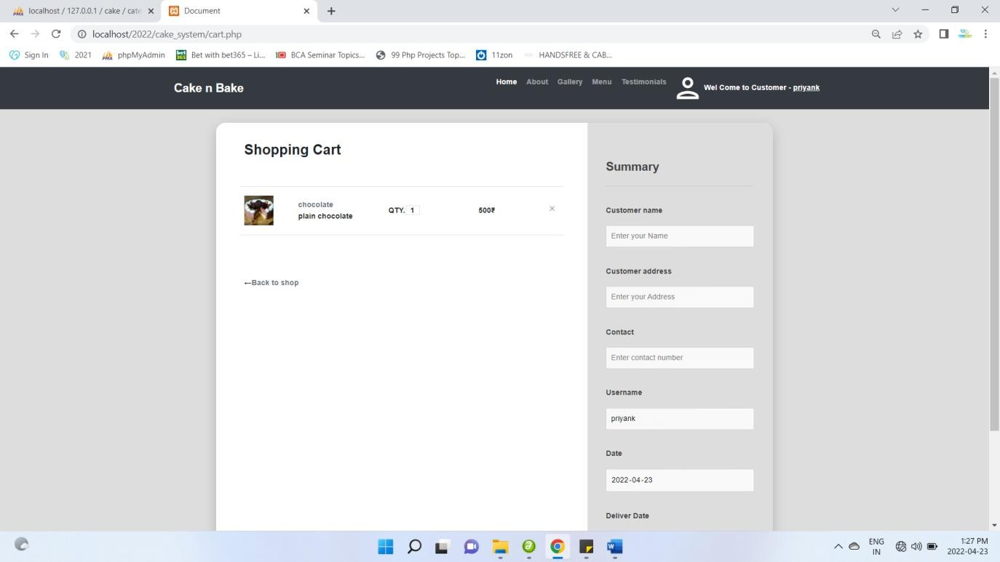 localhost / 127.0.0.1 / cake / cate
Document
localhost/2022/cake_system/cart.php
Sign In
2021
phpMyAdmin
Bet with bet365 – Li...
BCA Seminar Topics...
99 Php Projects Top...
11zon
HANDSFREE & CAB...
Cake n Bake
Home About Gallery Menu Testimonials
Wel Come to Customer - priyank
Shopping Cart
chocolate
plain chocolate
QTY. 1
500₹
←Back to shop
Summary
Customer name
Enter your Name
Customer address
Enter your Address
Contact
Enter contact number
Username
priyank
Date
2022-04-23
Deliver Date
ENG
IN
1:27 PM
2022-04-23